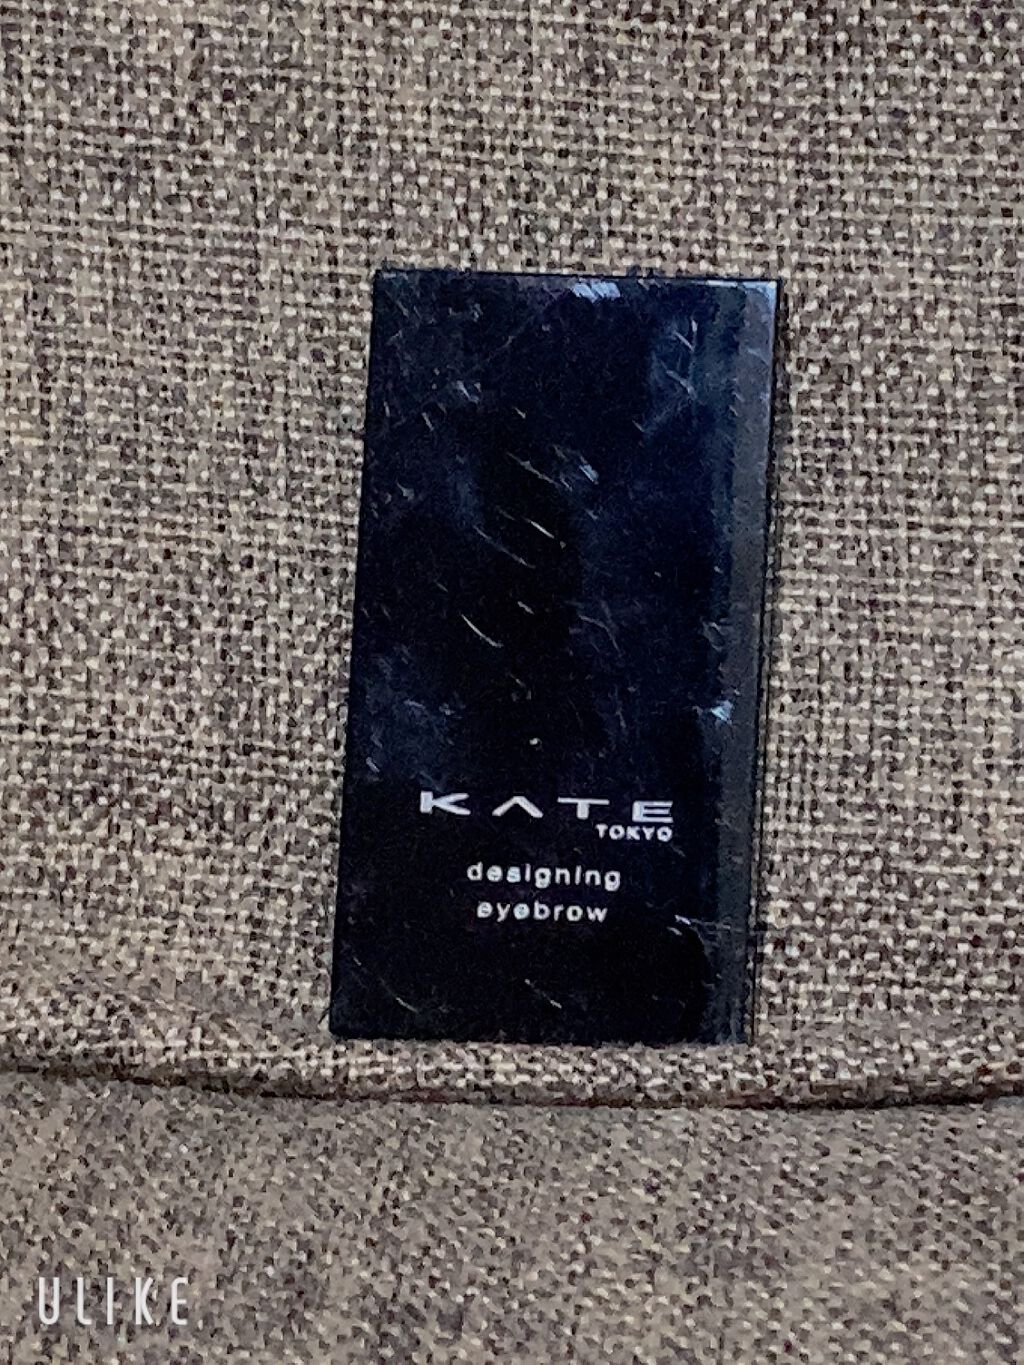 KATE
TOKYO
designing
eyebrow
ULIKE